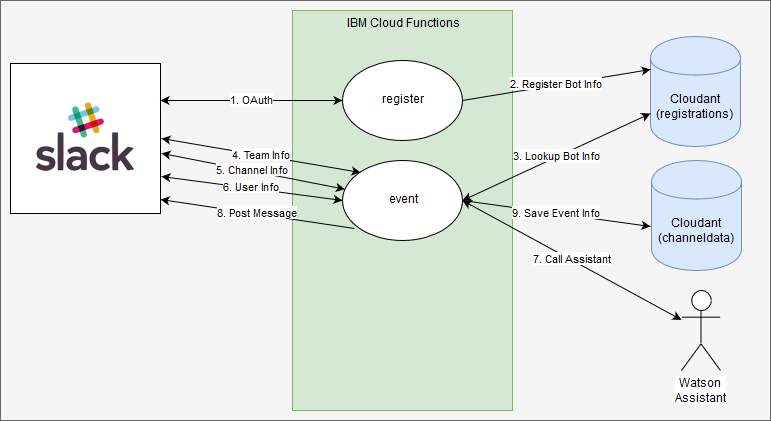 IBM Cloud Functions
slack
register
event
1. OAuth
2. Register Bot Info
3. Lookup Bot Info
4. Team Info
5. Channel Info
6. User Info
8. Post Message
9. Save Event Info
7. Call Assistant
Cloudant
(registrations)
Cloudant
(channeldata)
Watson
Assistant